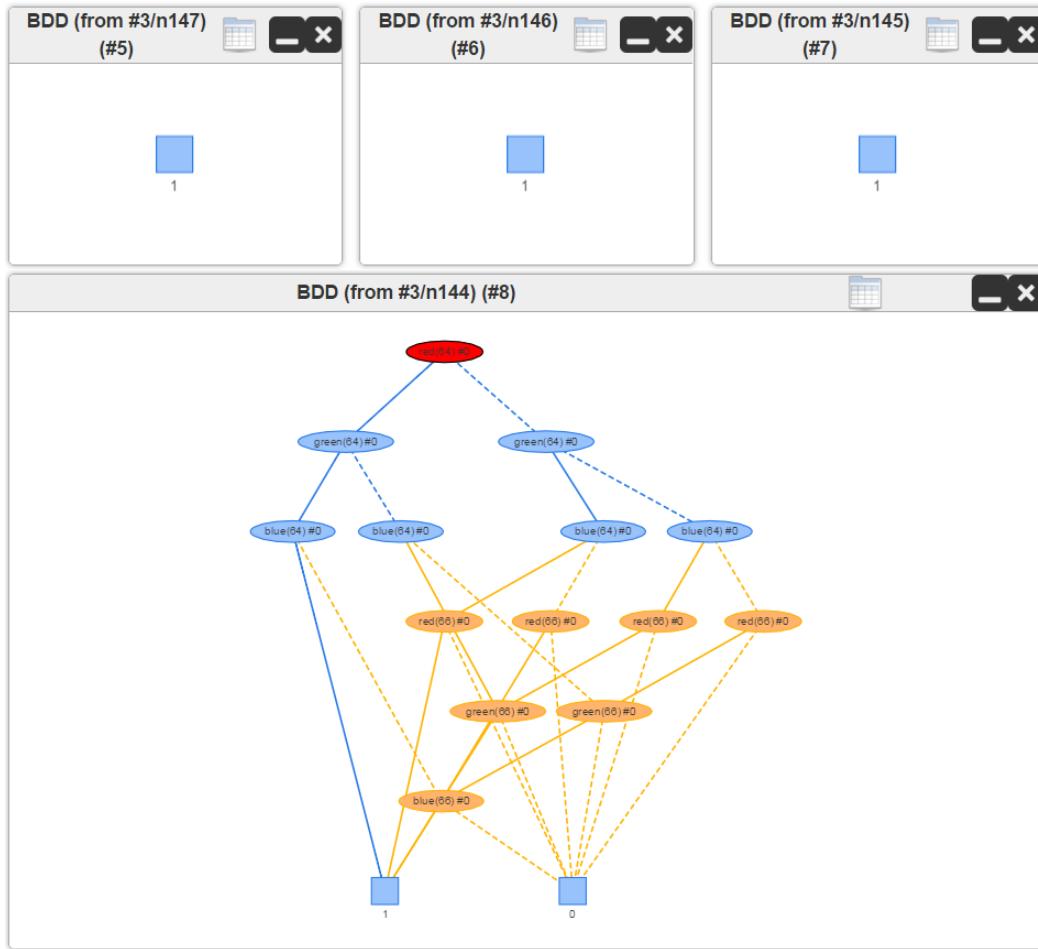 BDD (from #3/n147)
(#5)
1
BDD (from #3/n146)
(#6)
1
BDD (from #3/n145)
(#7)
1
BDD (from #3/n144) (#8)
red(64)#0
green(64)#0 green(64)#0
blue(64)#0 blue(64)#0 blue(64)#0 blue(64)#0
red(66)#0 red(66)#0 red(66)#0 red(66)#0
green(66)#0 green(66)#0
blue(66)#0
1 0